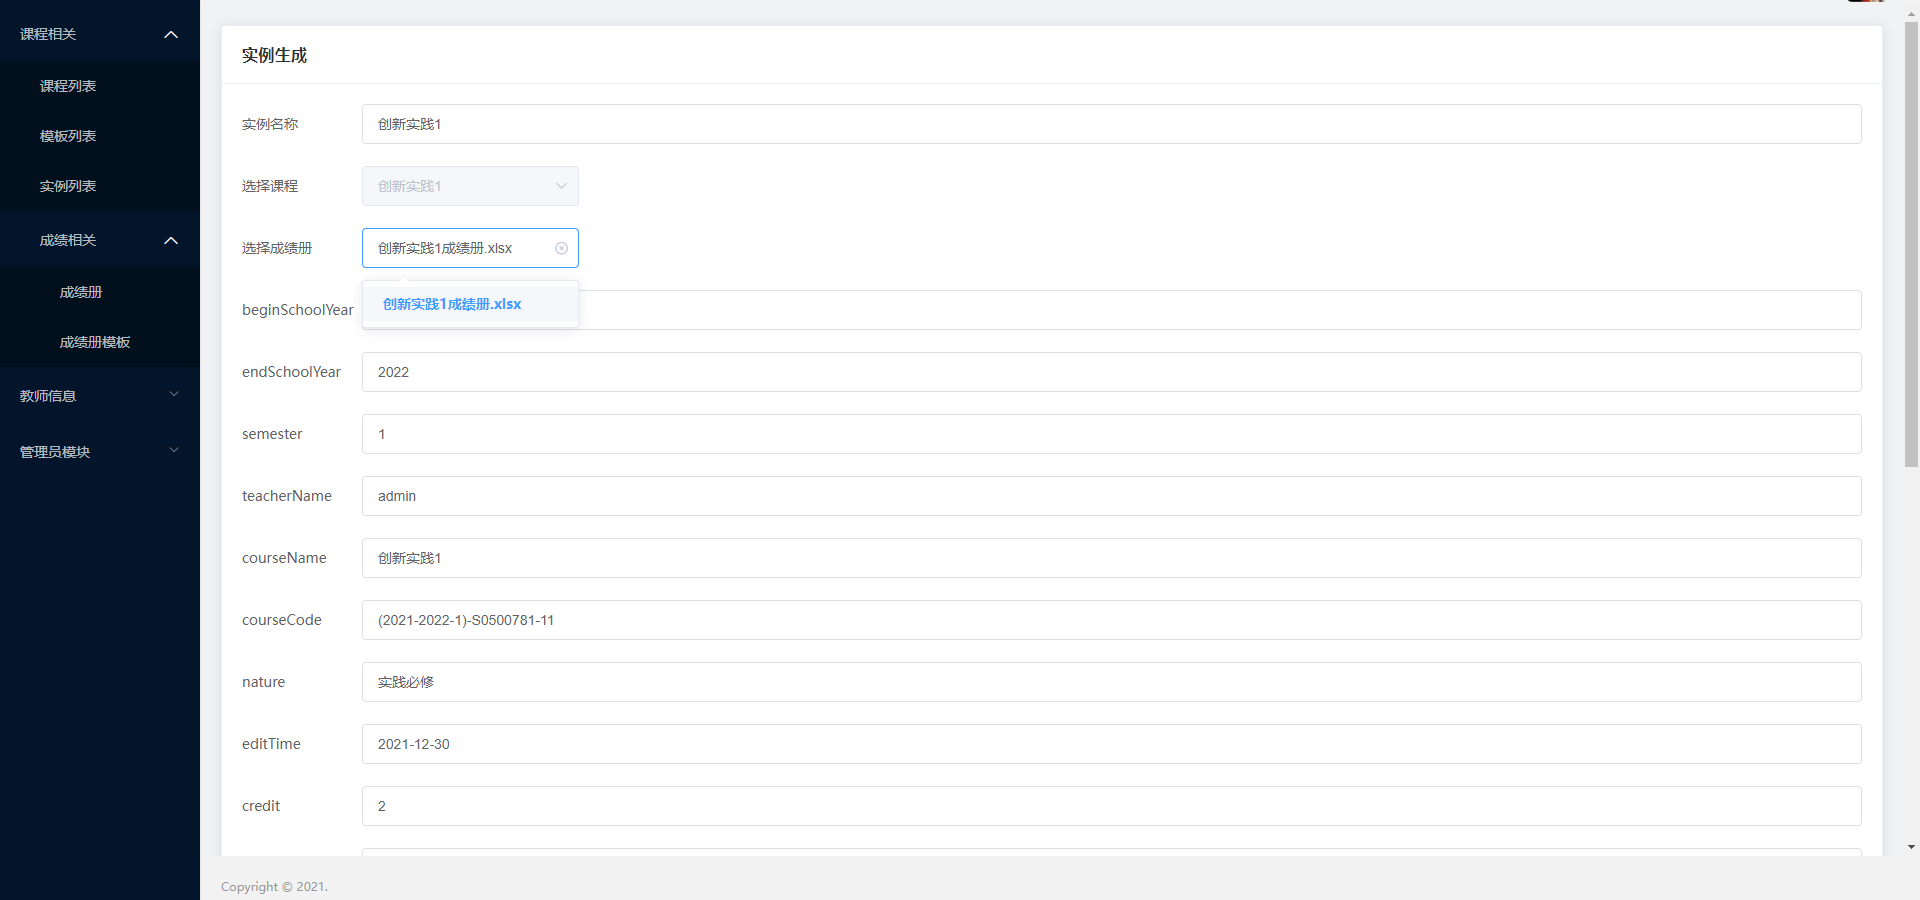 课程相关
课程列表
模板列表
实例列表
成绩相关
成绩册
成绩册模板
教师信息
管理员模块
实例生成
实例名称
创新实践1
选择课程
创新实践1
选择成绩册
创新实践1成绩册.xlsx
创新实践1成绩册.xlsx
beginSchoolYear
endSchoolYear
2022
semester
1
teacherName
admin
courseName
创新实践1
courseCode
(2021-2022-1)-S0500781-11
nature
实践必修
editTime
2021-12-30
credit
2
Copyright © 2021.